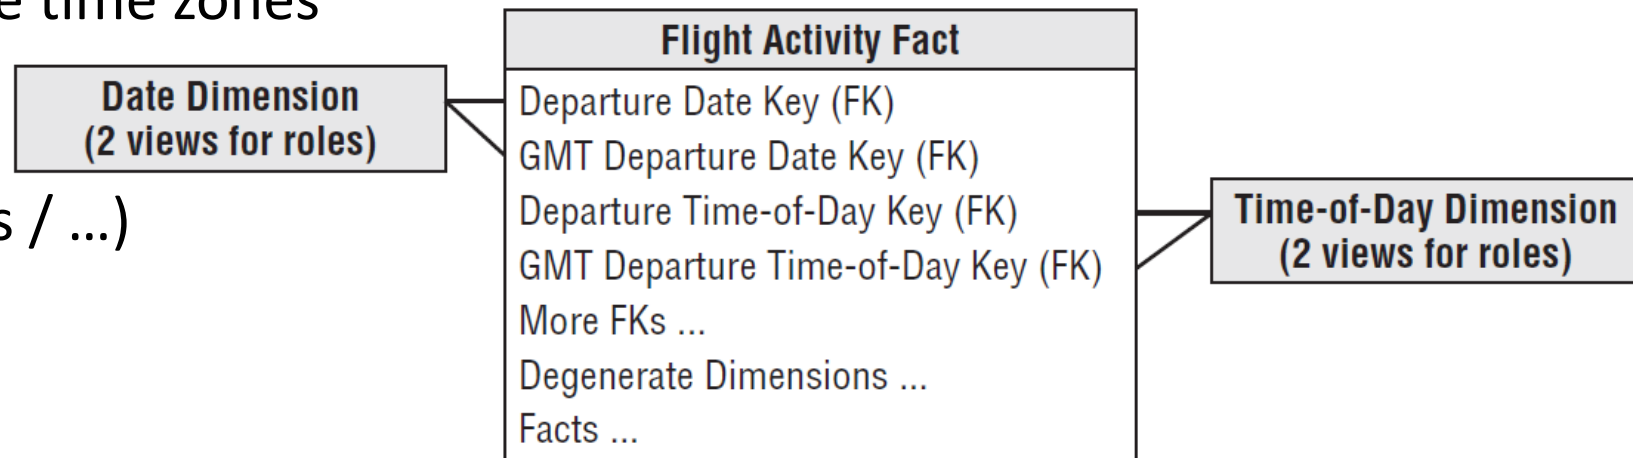 e time zones
Flight Activity Fact
Date Dimension
(2 views for roles)
Departure Date Key (FK)
GMT Departure Date Key (FK)
s / ...)
Departure Time-of-Day Key (FK)
GMT Departure Time-of-Day Key (FK)
Time-of-Day Dimension
(2 views for roles)
More FKs ...
Degenerate Dimensions ...
Facts ...